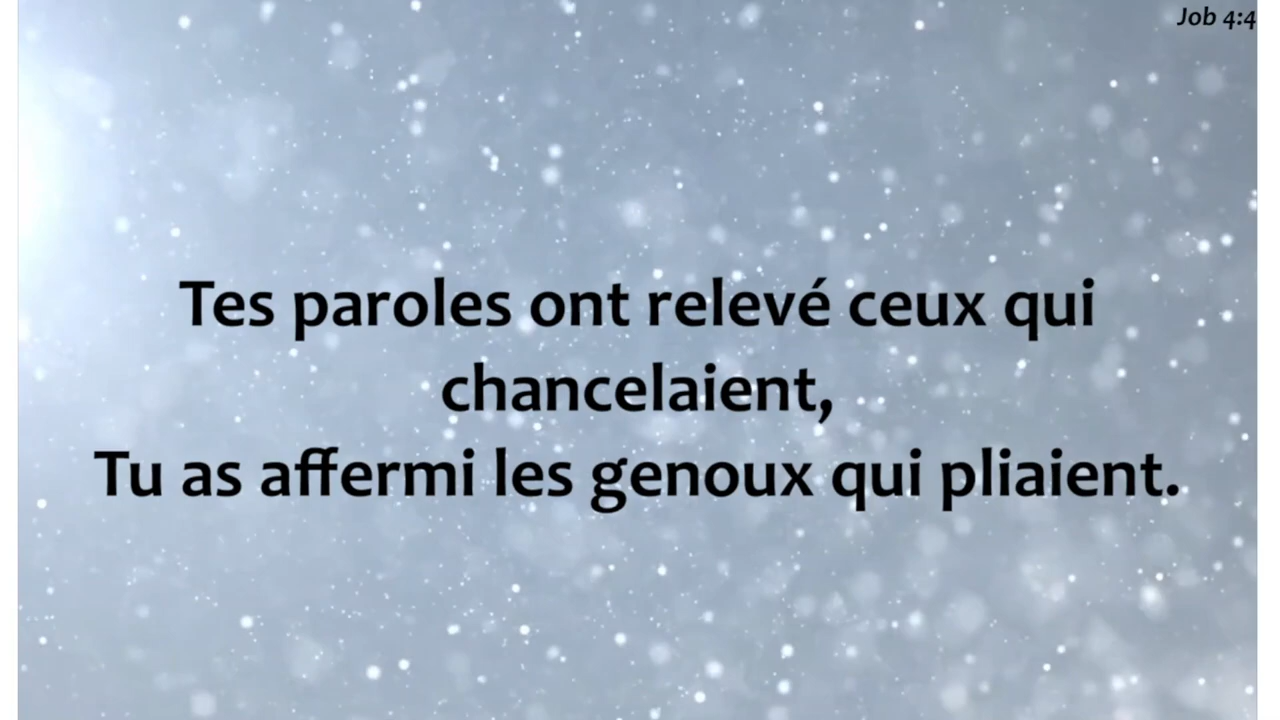 Job 4:4
Tes paroles ont relevé ceux qui
chancelaient,
Tu as affermi les genoux qui pliaient.